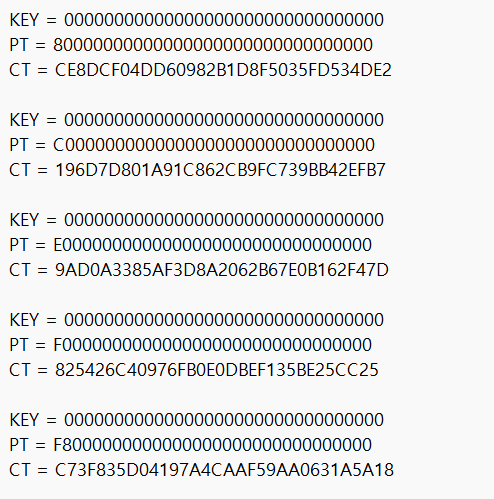 KEY = 00000000000000000000000000000000
PT = 80000000000000000000000000000000
CT = CE8DCF04DD60982B1D8F5035FD534DE2
KEY = 00000000000000000000000000000000
PT = C0000000000000000000000000000000
CT = 196D7D801A91C862CB9FC739BB42EFB7
KEY = 00000000000000000000000000000000
PT = E0000000000000000000000000000000
CT = 9AD0A3385AF3D8A2062B67E0B162F47D
KEY = 00000000000000000000000000000000
PT = F0000000000000000000000000000000
CT = 825426C40976FB0E0DBEF135BE25CC25
KEY = 00000000000000000000000000000000
PT = F8000000000000000000000000000000
CT = C73F835D04197A4CAAF59AA0631A5A18